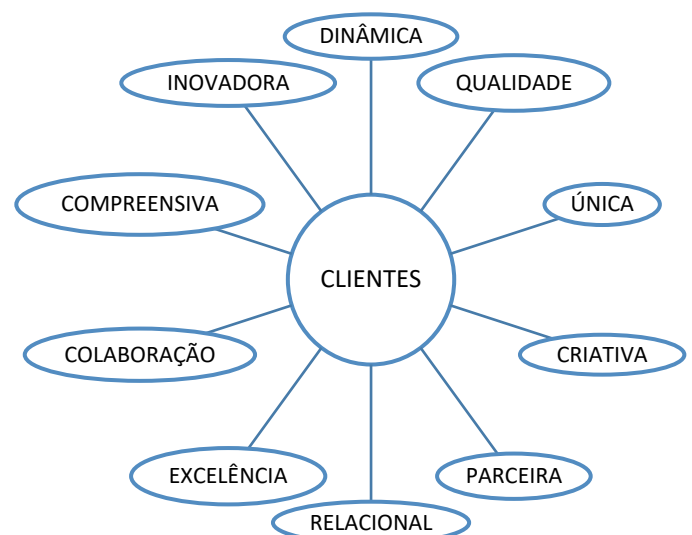 DINÂMICA
INOVADORA
QUALIDADE
COMPREENSIVA
ÚNICA
CLIENTES
COLABORAÇÃO
CRIATIVA
EXCELÊNCIA
PARCEIRA
RELACIONAL